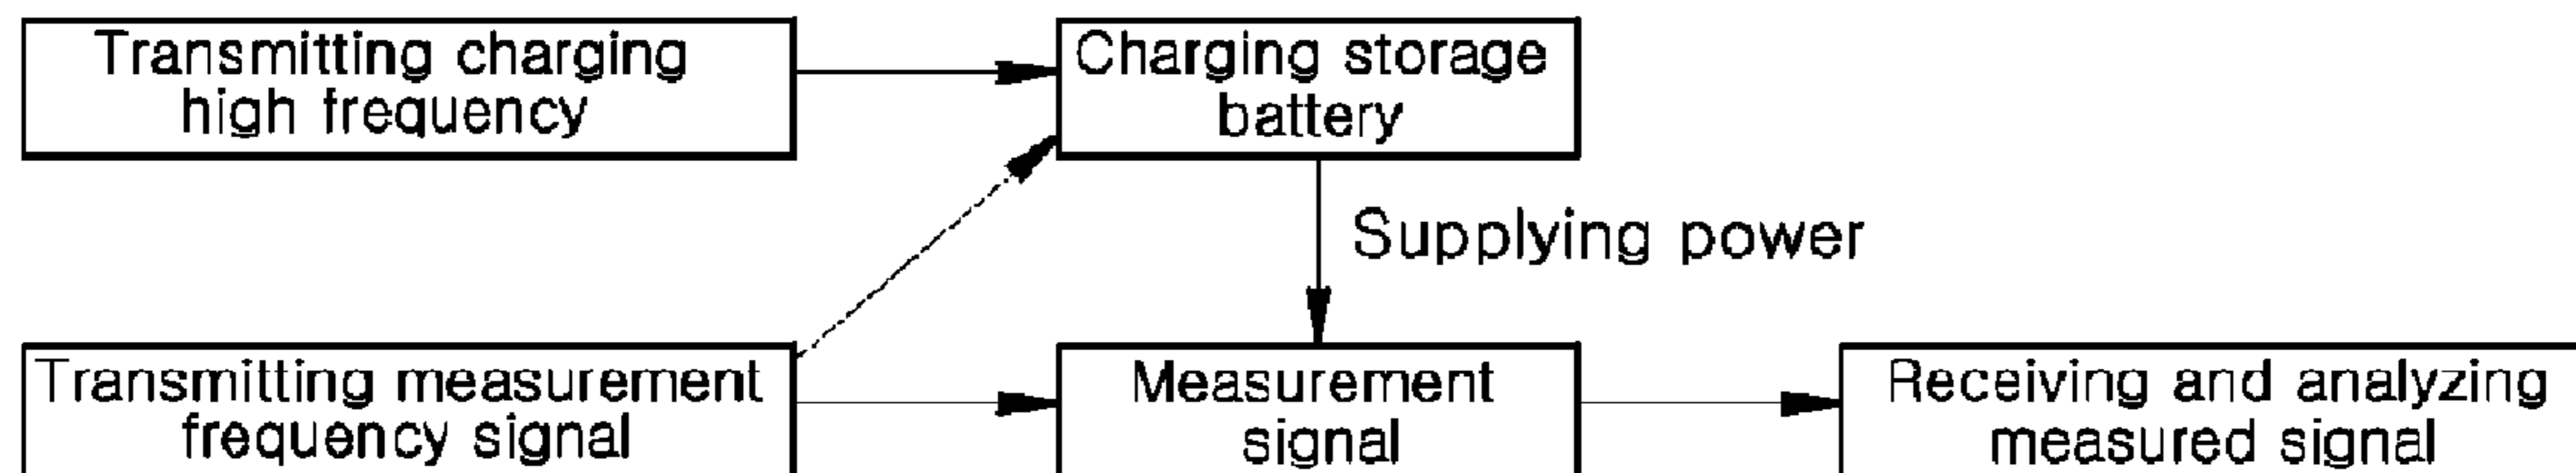 Transmitting charging
high frequency
Charging storage
battery
Supplying power
Transmitting measurement
frequency signal
Measurement
signal
Receiving and analyzing
measured signal